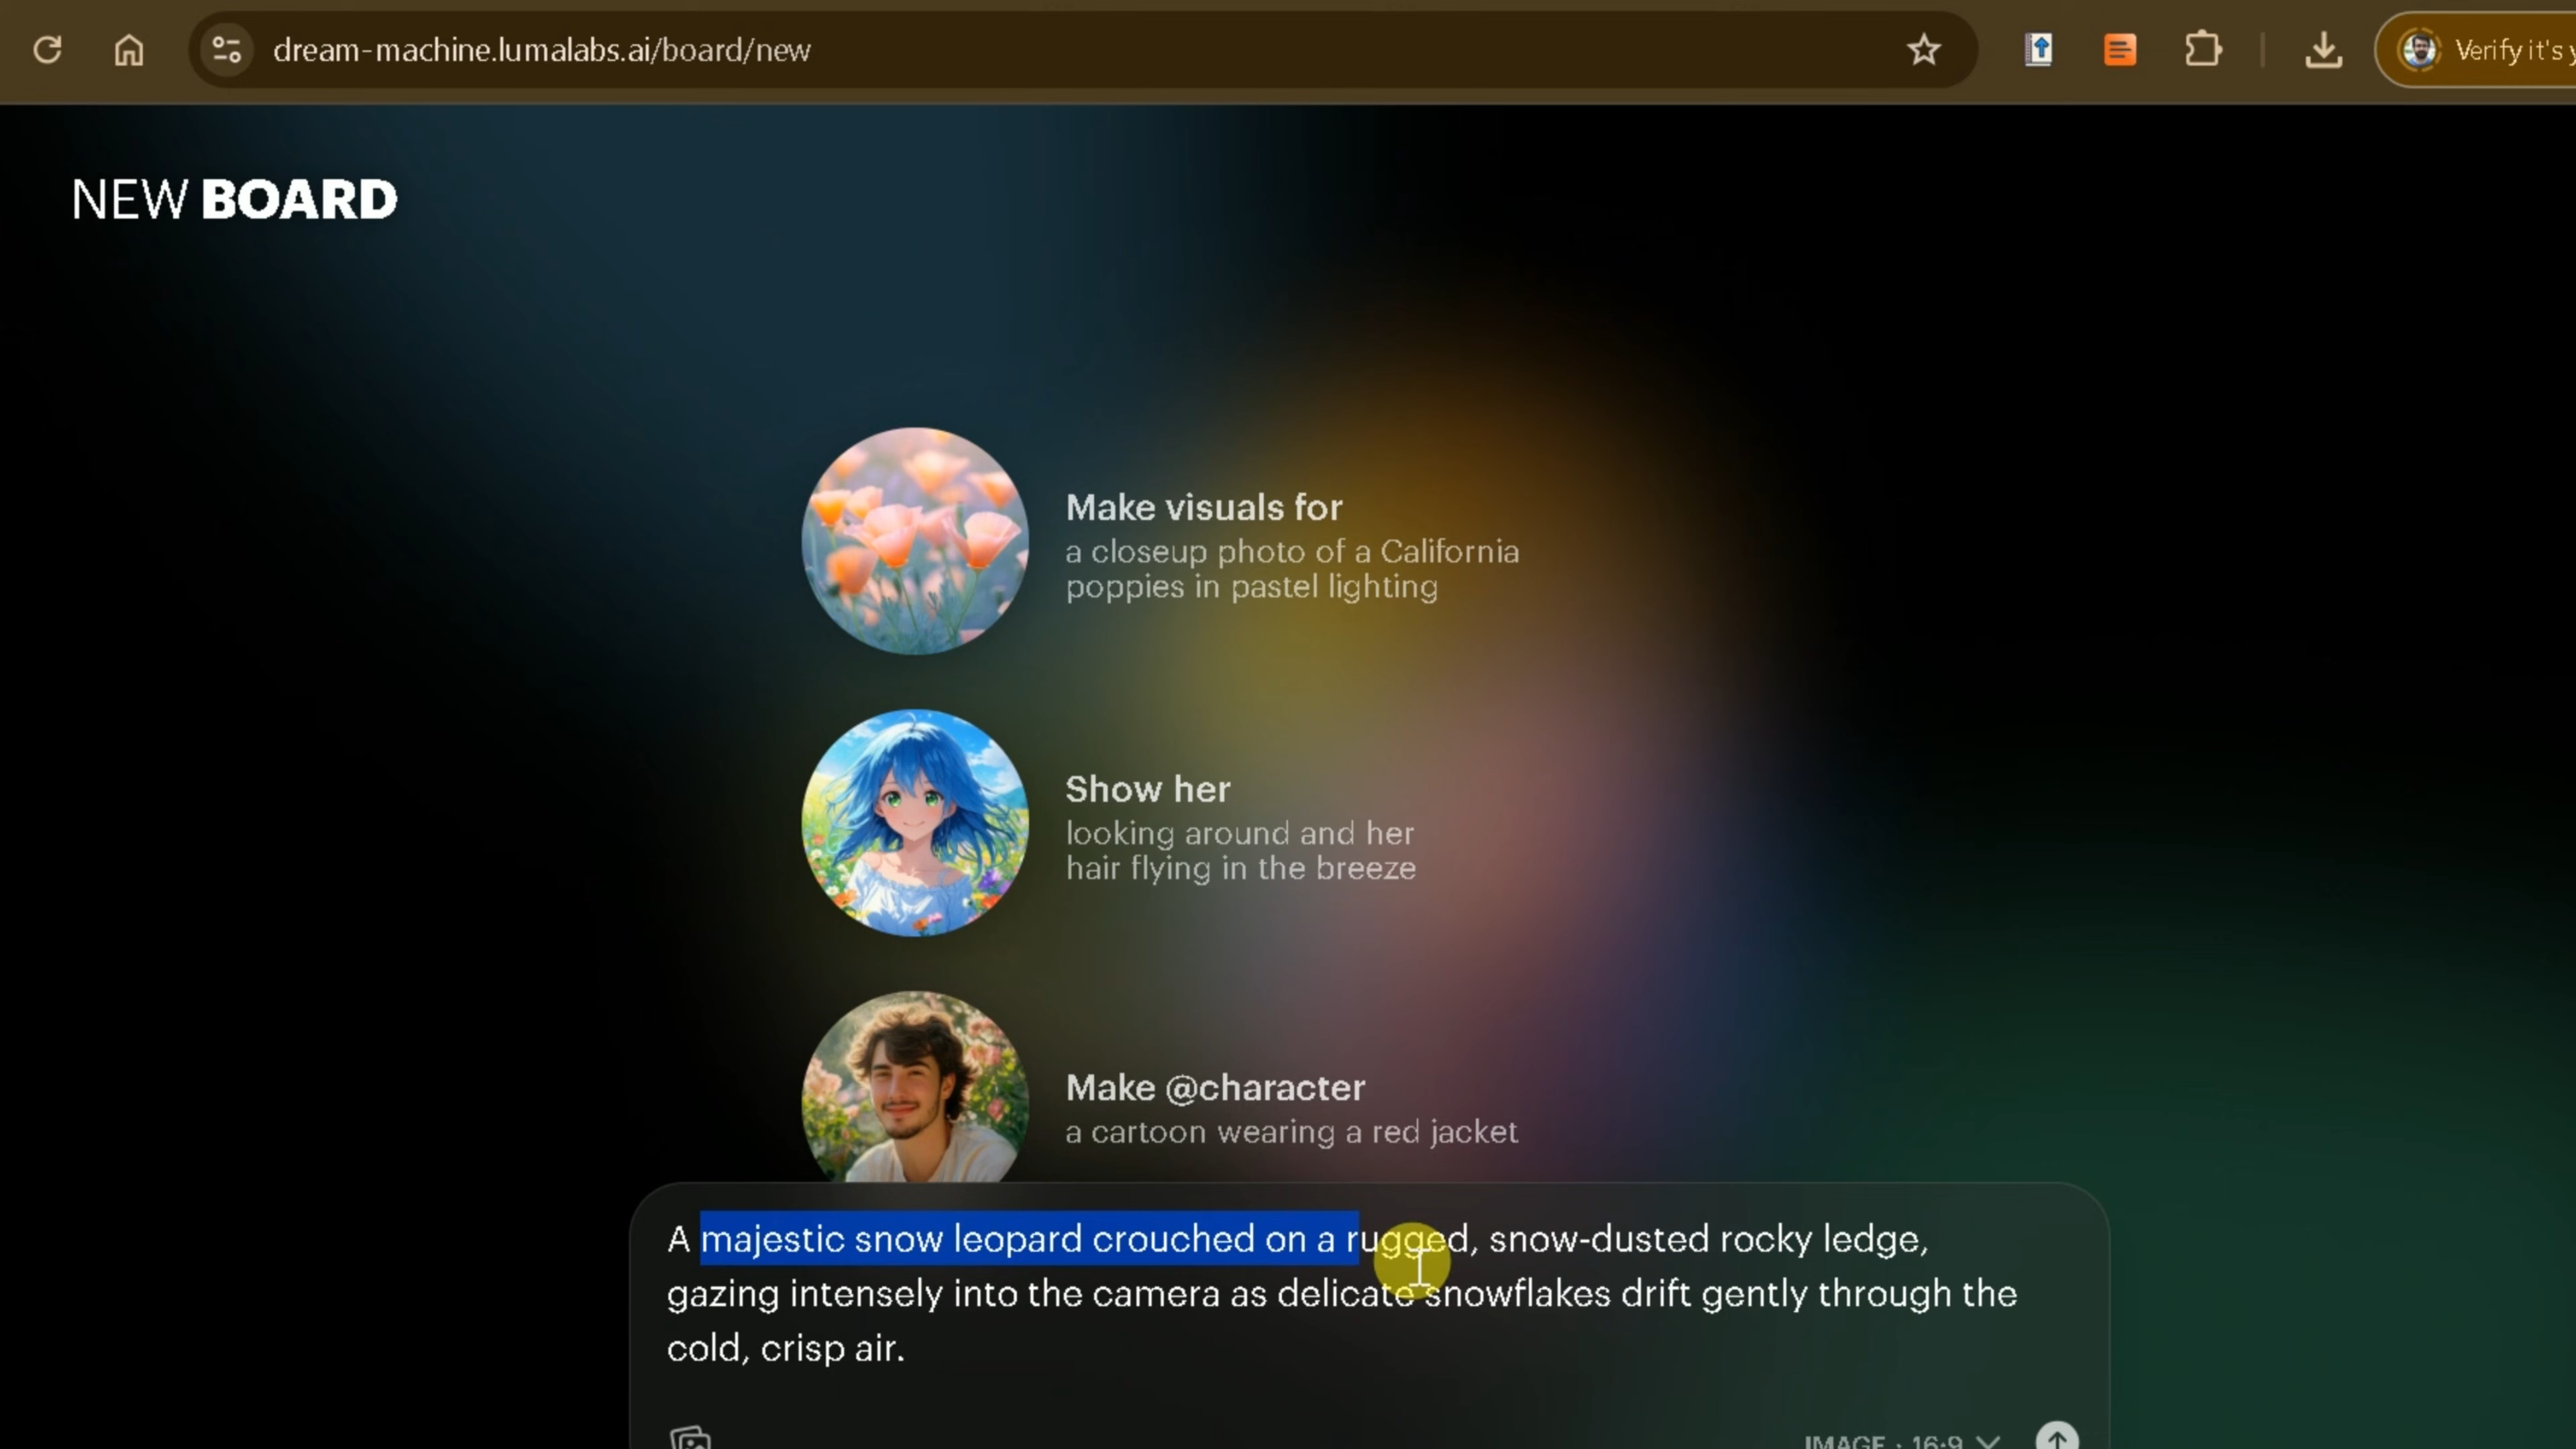 dream-machine.lumalabs.ai/board/new
Verify it's y
NEW BOARD
Make visuals for
a closeup photo of a California
poppies in pastel lighting
Show her
looking around and her
hair flying in the breeze
Make @character
a cartoon wearing a red jacket
A majestic snow leopard crouched on a rugged, snow-dusted rocky ledge,
gazing intensely into the camera as delicate snowflakes drift gently through the
cold, crisp air.
IMAGE · 16:9